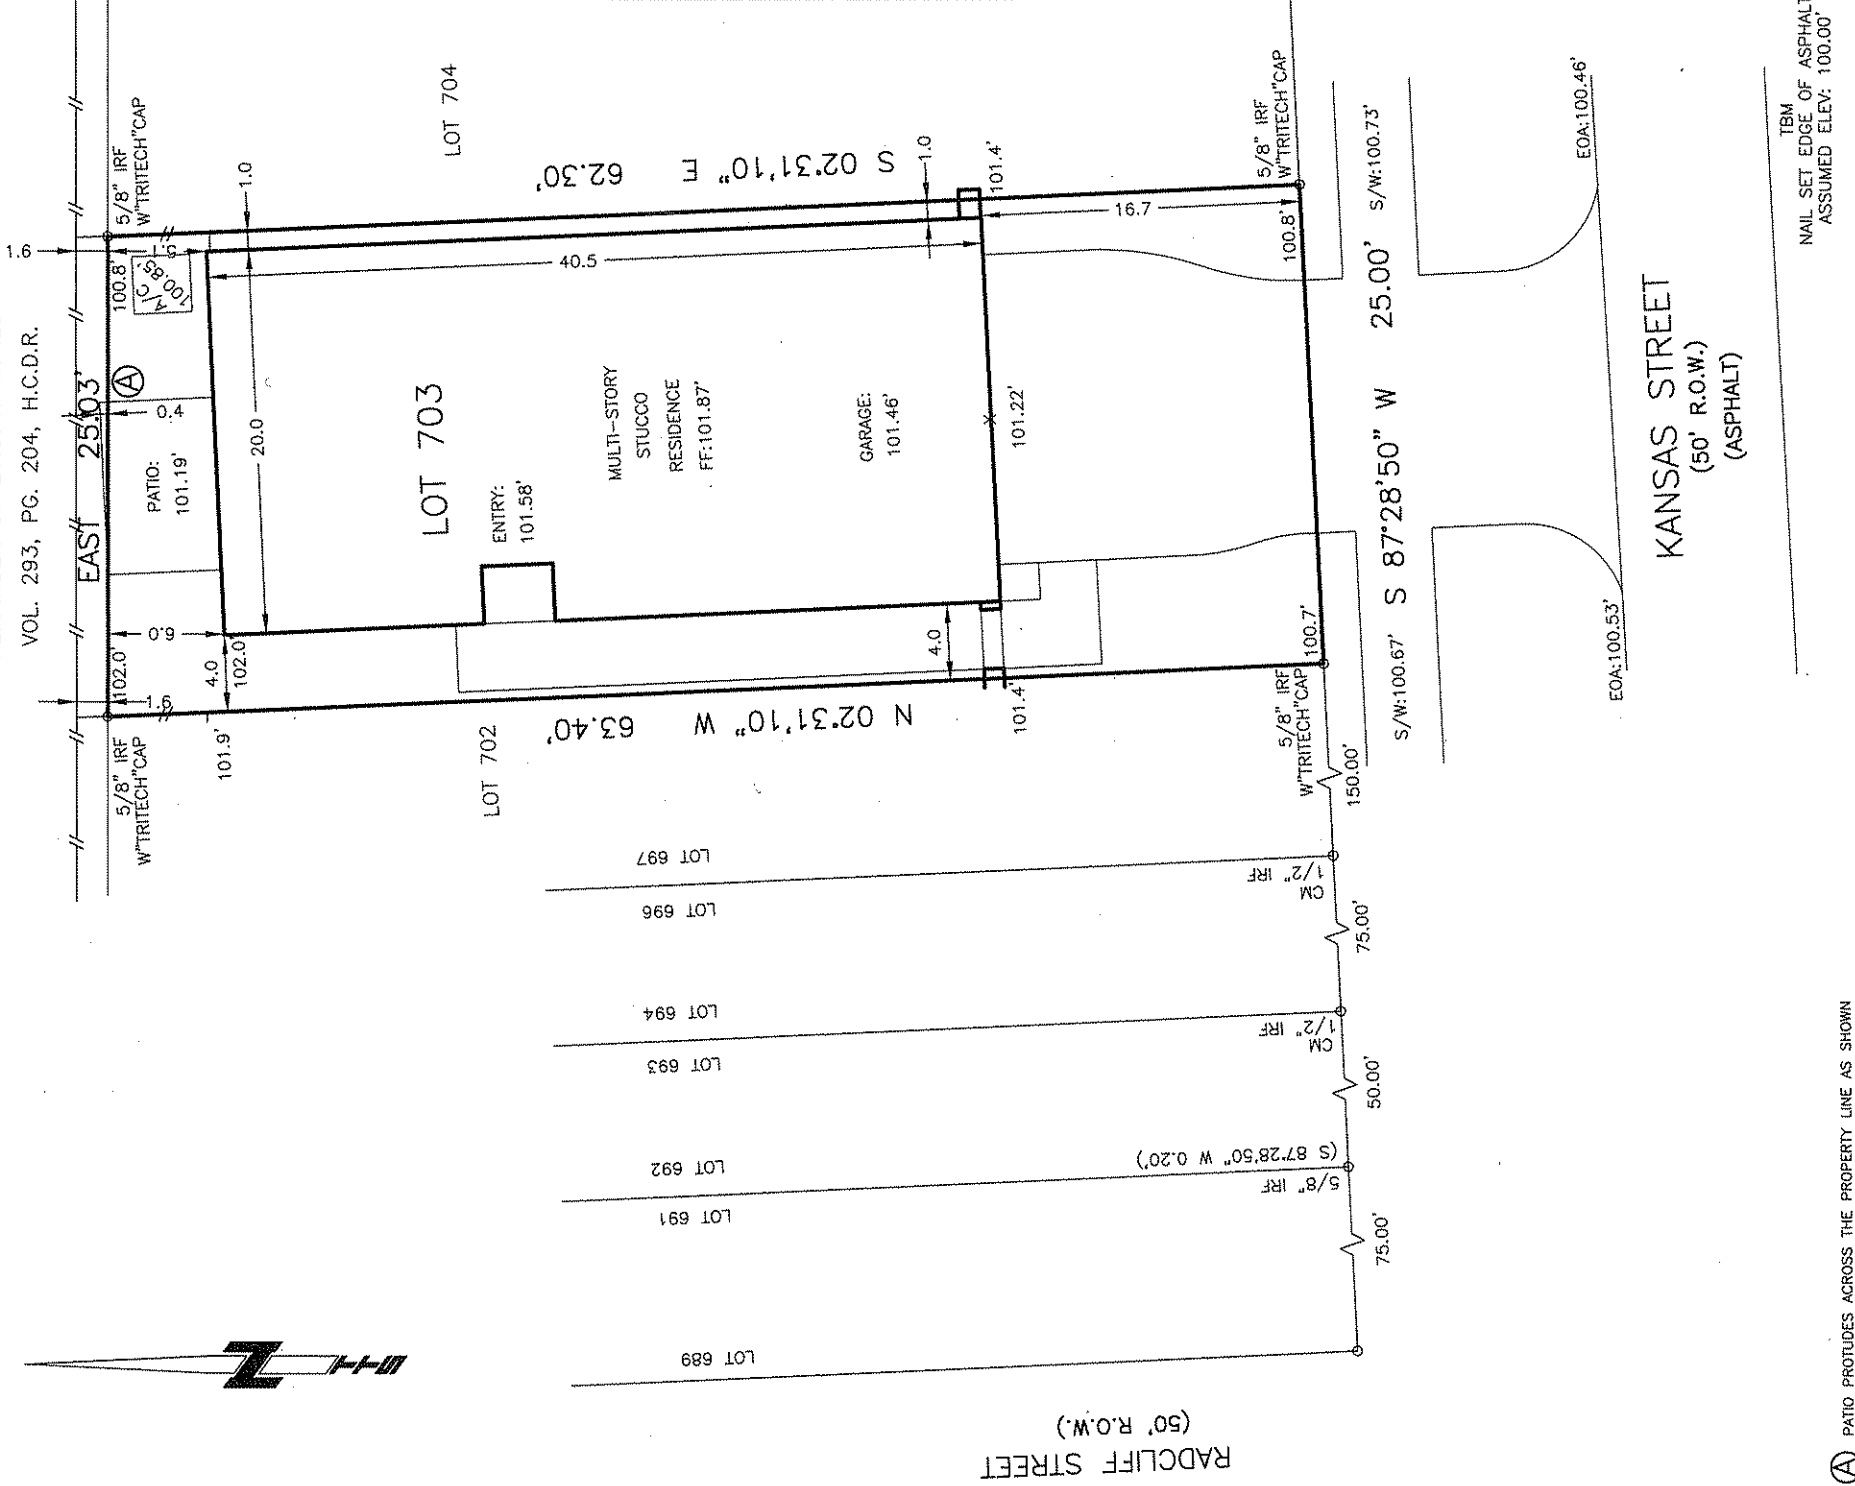 VOL. 293, PG. 204, H.C.D.R.
1.6
EAST 25.03'
5/8" IRF
W"TRITECH"CAP
5/8" IRF
W"TRITECH"CAP
1.6
102.0'
6.0
4.0
102.0'
101.9'
PATIO:
101.19'
0.4
A
100.8'
A/C
100.85'
5.1
1.0
20.0
40.5
LOT 704
LOT 703
LOT 702
ENTRY:
101.58'
MULTI-STORY
STUCCO
RESIDENCE
FF:101.87'
GARAGE:
101.46'
101.22'
S 02°31'10" E 62.30'
N 02°31'10" W 63.40'
1.0
101.4'
16.7
4.0
101.4'
5/8" IRF
W"TRITECH"CAP
100.8'
100.7'
5/8" IRF
W"TRITECH"CAP
S/W:100.67'
S 87°28'50" W 25.00'
S/W:100.73'
EOA:100.46'
EOA:100.53'
KANSAS STREET
(50' R.O.W.)
(ASPHALT)
TBM
NAIL SET EDGE OF ASPHALT
ASSUMED ELEV: 100.00'
150.00'
LOT 697
LOT 696
CM
1/2" IRF
75.00'
LOT 694
LOT 693
CM
1/2" IRF
50.00'
LOT 692
LOT 691
(S 87°28'50" W 0.20')
5/8" IRF
75.00'
LOT 689
N
TTS
RADCLIFF STREET
(50' R.O.W.)
A PATIO PROTUDES ACROSS THE PROPERTY LINE AS SHOWN